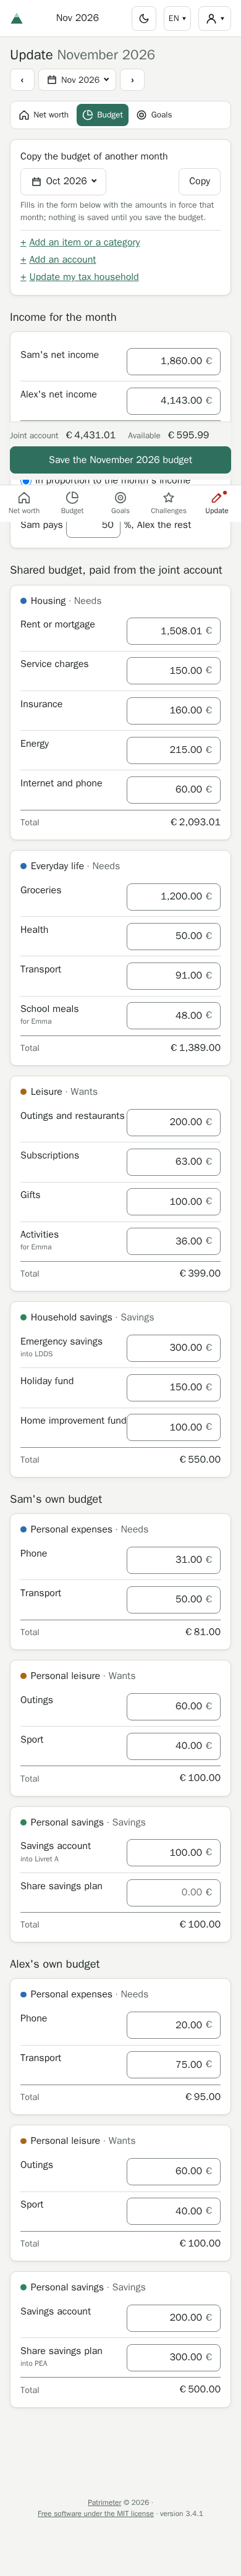 Nov 2026
EN ▾
Update November 2026
‹ Nov 2026 ›
Net worth Budget Goals
Copy the budget of another month
Oct 2026 Copy
Fills in the form below with the amounts in force that
month; nothing is saved until you save the budget.
+ Add an item or a category
+ Add an account
+ Update my tax household
Income for the month
Sam's net income 1,860.00 €
Alex's net income 4,143.00 €
Joint account € 4,431.01 Available € 595.99
Save the November 2026 budget
In proportion to the month's income
Net worth Budget Goals Challenges Update
Sam pays 50 %, Alex the rest
Shared budget, paid from the joint account
Housing · Needs
Rent or mortgage 1,508.01 €
Service charges 150.00 €
Insurance 160.00 €
Energy 215.00 €
Internet and phone 60.00 €
Total € 2,093.01
Everyday life · Needs
Groceries 1,200.00 €
Health 50.00 €
Transport 91.00 €
School meals 48.00 €
for Emma
Total € 1,389.00
Leisure · Wants
Outings and restaurants 200.00 €
Subscriptions 63.00 €
Gifts 100.00 €
Activities 36.00 €
for Emma
Total € 399.00
Household savings · Savings
Emergency savings 300.00 €
into LDDS
Holiday fund 150.00 €
Home improvement fund 100.00 €
Total € 550.00
Sam's own budget
Personal expenses · Needs
Phone 31.00 €
Transport 50.00 €
Total € 81.00
Personal leisure · Wants
Outings 60.00 €
Sport 40.00 €
Total € 100.00
Personal savings · Savings
Savings account 100.00 €
into Livret A
Share savings plan 0.00 €
Total € 100.00
Alex's own budget
Personal expenses · Needs
Phone 20.00 €
Transport 75.00 €
Total € 95.00
Personal leisure · Wants
Outings 60.00 €
Sport 40.00 €
Total € 100.00
Personal savings · Savings
Savings account 200.00 €
Share savings plan 300.00 €
into PEA
Total € 500.00
Patrimeter © 2026 ·
Free software under the MIT license · version 3.4.1